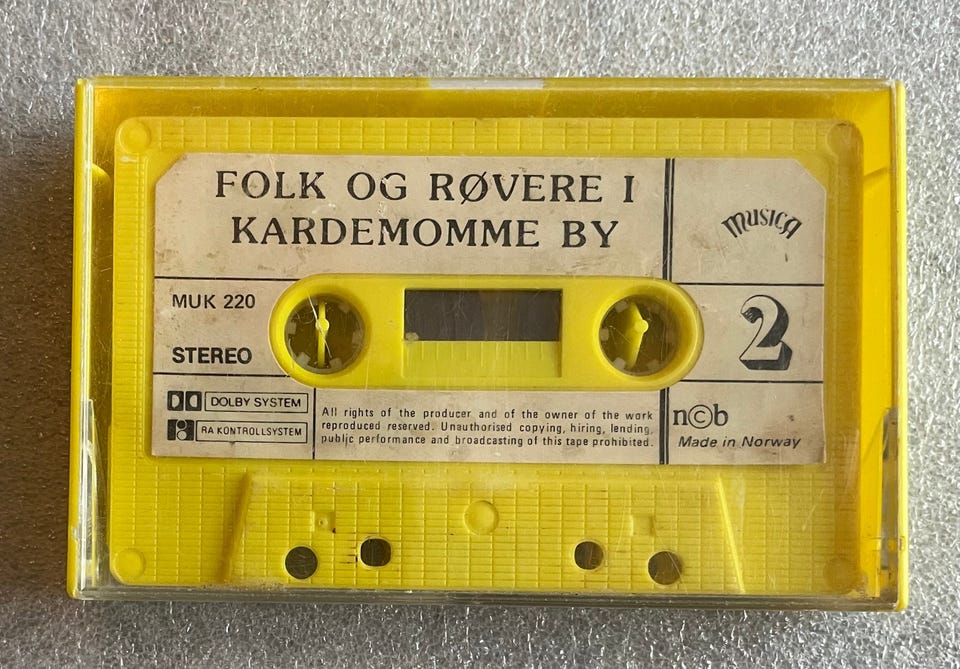 FOLK OG RØVERE I
KARDEMOMME BY
musica
MUK 220
STEREO
2
DOLBY SYSTEM
RA KONTROLLSYSTEM
All rights of the producer and of the owner of the work
reproduced reserved. Unauthorised copying, hiring, lending,
public performance and broadcasting of this tape prohibited.
n©b
Made in Norway